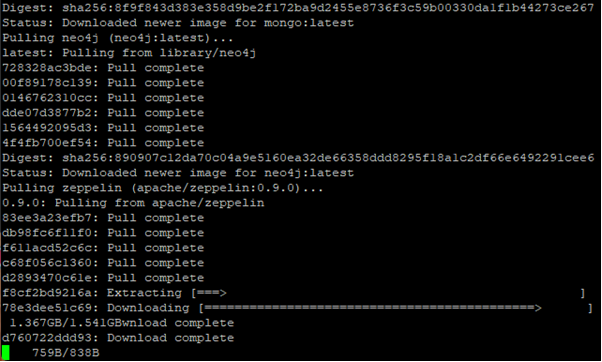 Digest: sha256:8f9f843d383e358d9be2f172ba9d2455e8736f3c59b00330da1f1b44273ce267
Status: Downloaded newer image for mongo:latest
Pulling neo4j (neo4j:latest)...
latest: Pulling from library/neo4j
728328ac3bde: Pull complete
00f89178c139: Pull complete
0146762310cc: Pull complete
dde07d3877b2: Pull complete
1564492095d3: Pull complete
4f4fb700ef54: Pull complete
Digest: sha256:890907c12da70c04a9e5160ea32de66358ddd8295f18a1c2df66e6492291cee6
Status: Downloaded newer image for neo4j:latest
Pulling zeppelin (apache/zeppelin:0.9.0)...
0.9.0: Pulling from apache/zeppelin
83ee3a23efb7: Pull complete
db98fc6f11f0: Pull complete
f611acd52c6c: Pull complete
c68f056c1360: Pull complete
d2893470c61e: Pull complete
f8cf2bd9216a: Extracting [===>                                               ]
78e3dee51c69: Downloading [============================================>      ]
1.367GB/1.541GBwnload complete
d760722ddd93: Download complete
759B/838B